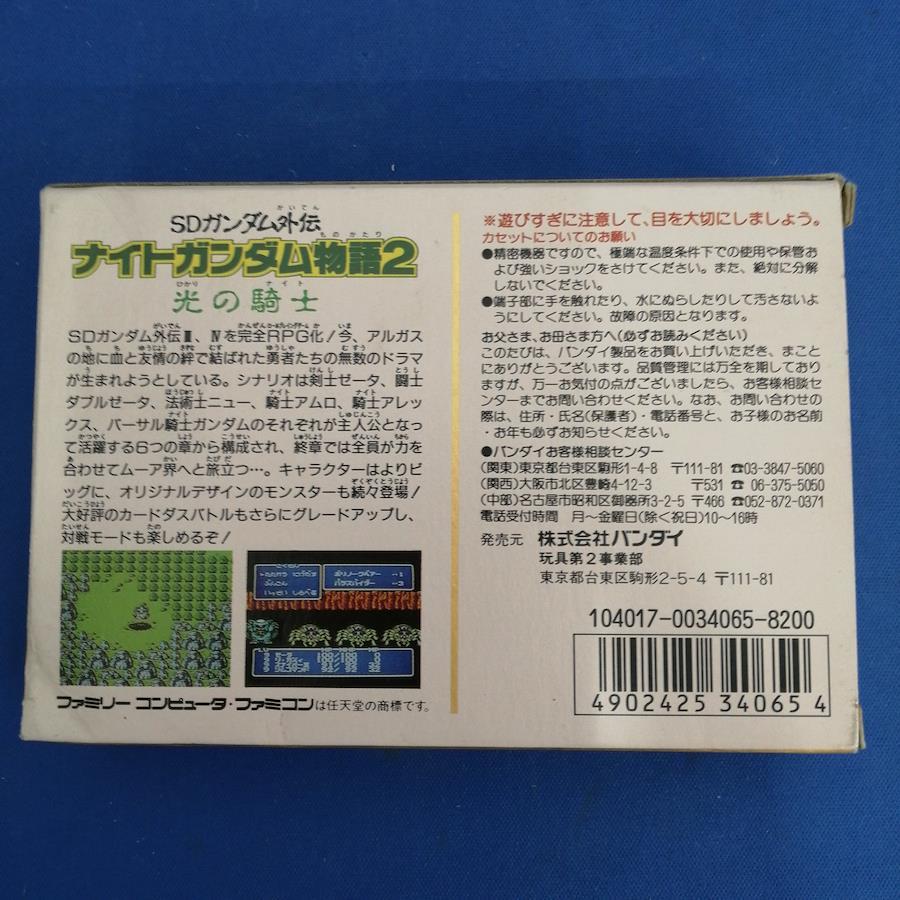 SDガンダム外伝
ナイトガンダム物語2
光の騎士
SDガンダム外伝Ⅲ、Ⅳを完全RPG化!今、アルガス
の地に血と友情の絆で結ばれた勇者たちの無数のドラマ
が生まれようとしている。シナリオは剣士ゼータ、闘士
ダブルゼータ、法術士ニュー、騎士アムロ、騎士アレッ
クス、バーサル騎士ガンダムのそれぞれが主人公となっ
て活躍する6つの章から構成され、終章では全員が力を
合わせてムーア界へと旅立つ…。キャラクターはよりビ
ッグに、オリジナルデザインのモンスターも続々登場!
大好評のカードダスバトルもさらにグレードアップし、
対戦モードも楽しめるぞ!
ファミリー コンピュータ・ファミコンは任天堂の商標です。
※遊びすぎに注意して、目を大切にしましょう。
カセットについてのお願い
●精密機器ですので、極端な温度条件下での使用や保管お
よび強いショックをさけてください。また、絶対に分解
しないでください。
●端子部に手を触れたり、水にぬらしたりして汚さないよ
うにしてください。故障の原因となります。
お父さま、お母さま方へ(必ずお読みください)
このたびは、バンダイ製品をお買い上げいただき、まこと
にありがとうございます。品質管理には万全を期しており
ますが、万一お気付の点がございましたら、お客様相談セ
ンターまでお問い合わせください。なお、お問い合わせの
際は、住所・氏名(保護者)・電話番号と、お子様のお名前
・お年も必ずお知らせください。
●バンダイお客様相談センター
(関東)東京都台東区駒形1-4-8 〒111-81 ☎03-3847-5060
(関西)大阪市北区豊崎4-12-3 〒531 ☎06-375-5050
(中部)名古屋市昭和区御器所3-2-5 〒466 ☎052-872-0371
電話受付時間 月〜金曜日(除く祝日)10〜16時
発売元 株式会社バンダイ
玩具第2事業部
東京都台東区駒形2-5-4 〒111-81
104017-0034065-8200
4902425 34065 4